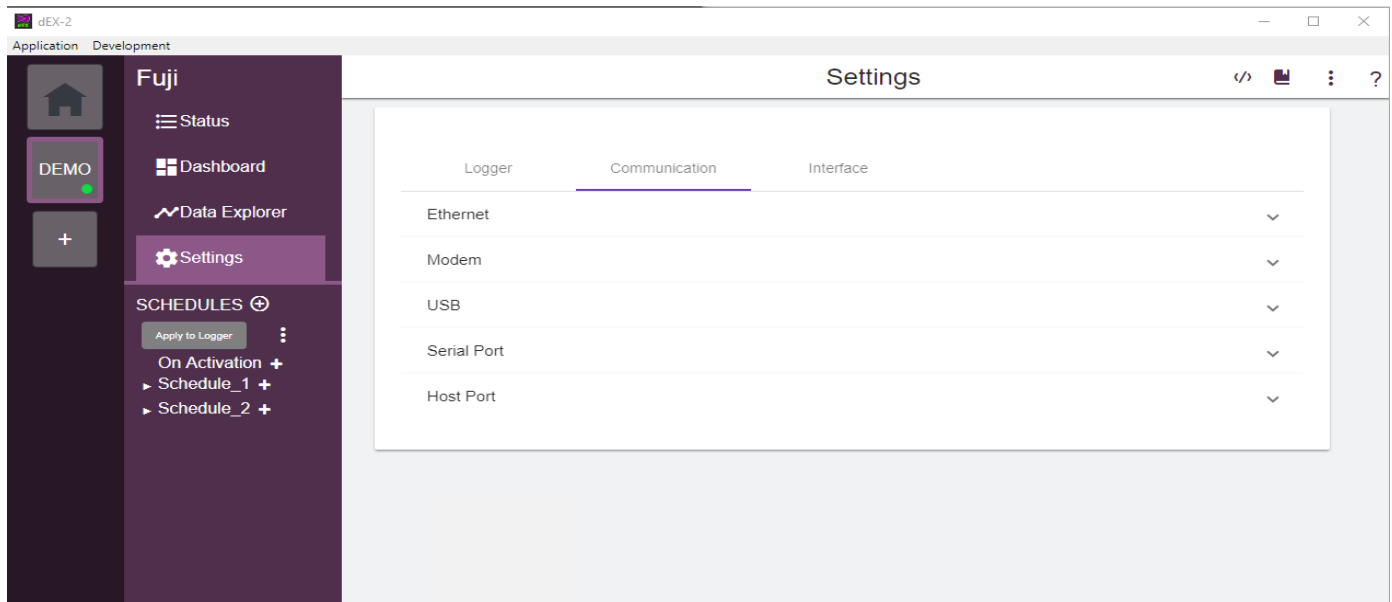 dEX-2
Application Development
Fuji
Settings
</> ?
Status
DEMO
Dashboard
Data Explorer
+
Settings
SCHEDULES
Apply to Logger
On Activation +
Schedule_1 +
Schedule_2 +
Logger Communication Interface
Ethernet
Modem
USB
Serial Port
Host Port